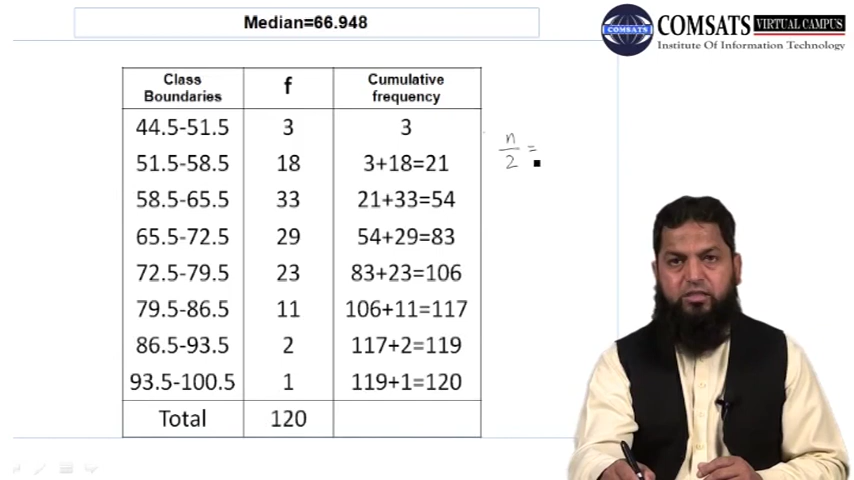 Median=66.948
COMSATS
COMSATS VIRTUAL CAMPUS
Institute Of Information Technology
Class Boundaries f Cumulative frequency
44.5-51.5 3 3
51.5-58.5 18 3+18=21
58.5-65.5 33 21+33=54
65.5-72.5 29 54+29=83
72.5-79.5 23 83+23=106
79.5-86.5 11 106+11=117
86.5-93.5 2 117+2=119
93.5-100.5 1 119+1=120
Total 120
n
2 =